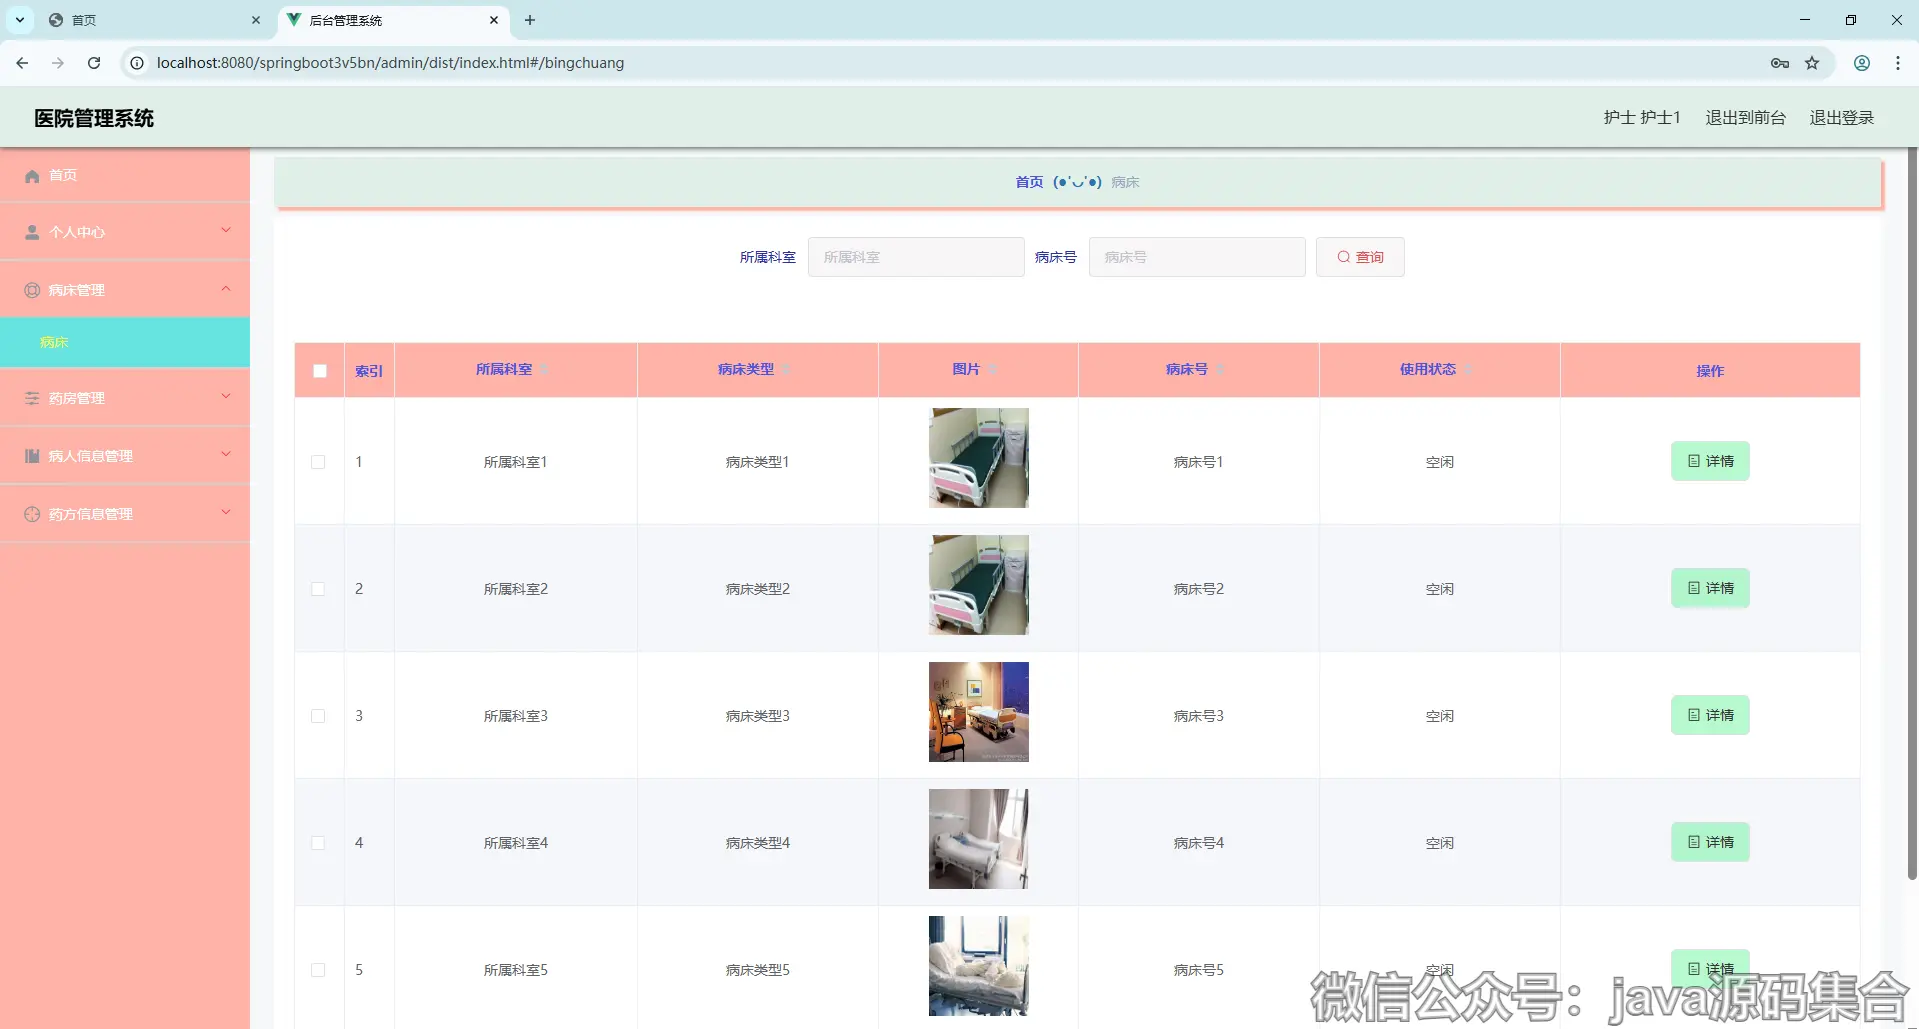 首页
后台管理系统
localhost:8080/springboot3v5bn/admin/dist/index.html#/bingchuang
医院管理系统
护士 护士1 退出到前台 退出登录
首页
个人中心
病床管理
病床
药房管理
病人信息管理
药方信息管理
首页 (●'◡'●) 病床
所属科室 所属科室 病床号 病床号 查询
索引 所属科室 病床类型 图片 病床号 使用状态 操作
1 所属科室1 病床类型1 病床号1 空闲 详情
2 所属科室2 病床类型2 病床号2 空闲 详情
3 所属科室3 病床类型3 病床号3 空闲 详情
4 所属科室4 病床类型4 病床号4 空闲 详情
5 所属科室5 病床类型5 病床号5 空闲 详情
微信公众号：java源码集合